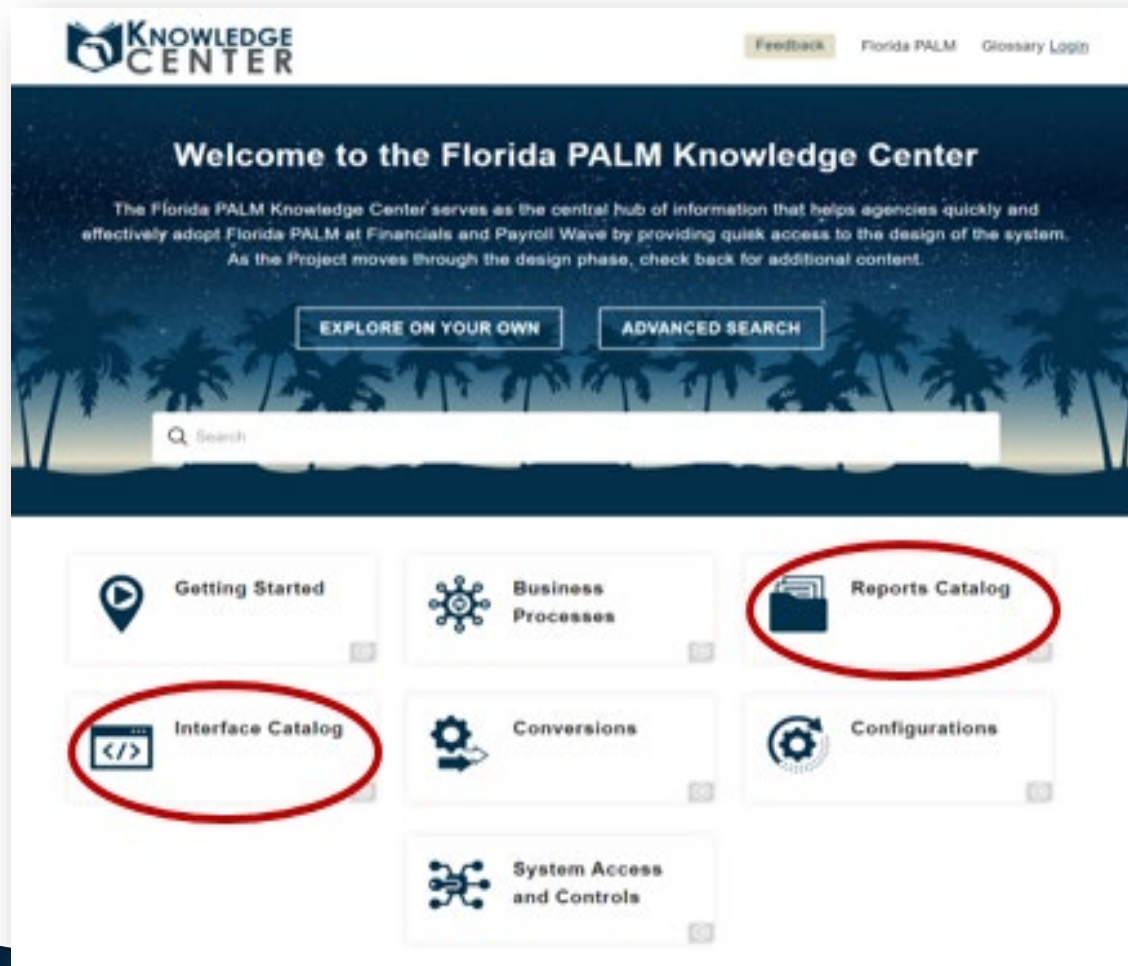 KNOWLEDGE
CENTER
Feedback Florida PALM Glossary Login
Welcome to the Florida PALM Knowledge Center
The Florida PALM Knowledge Center serves as the central hub of information that helps agencies quickly and
effectively adopt Florida PALM at Financials and Payroll Wave by providing quick access to the design of the system.
As the Project moves through the design phase, check back for additional content.
EXPLORE ON YOUR OWN ADVANCED SEARCH
Search
Getting Started
Business
Processes
Reports Catalog
</>
Interface Catalog
Conversions
Configurations
System Access
and Controls